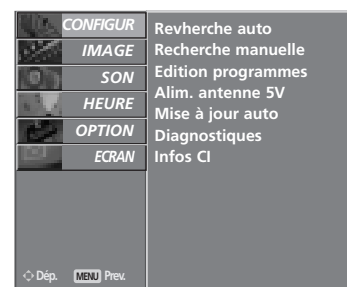 CONFIGUR
IMAGE
SON
HEURE
OPTION
ECRAN
Revherche auto
Recherche manuelle
Edition programmes
Alim. antenne 5V
Mise à jour auto
Diagnostiques
Infos CI
Dép. MENU Prev.